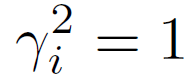 γ_i^2 = 1